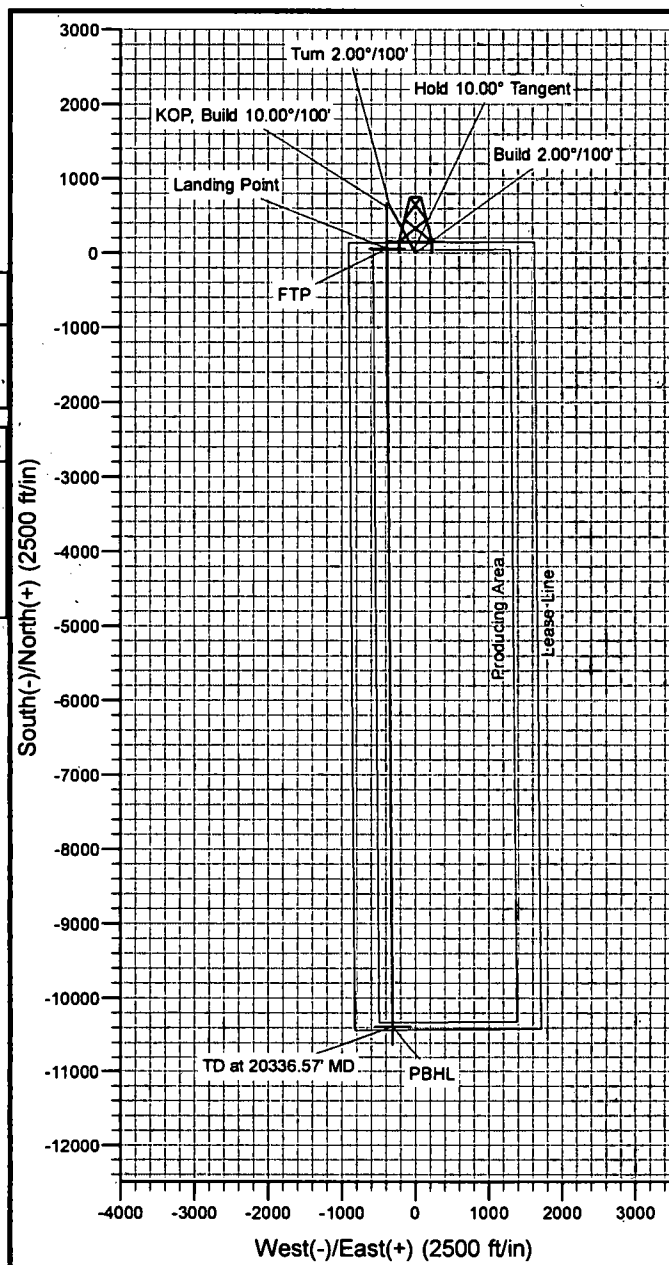 3000
2000
1000
0
-1000
-2000
-3000
-4000
-5000
-6000
-7000
-8000
-9000
-10000
-11000
-12000
South(-)/North(+) (2500 ft/in)
Turn 2.00°/100'
Hold 10.00° Tangent
KOP, Build 10.00°/100'
Build 2.00°/100'
Landing Point
FTP
Producing Area
Lease Line
TD at 20336.57' MD
PBHL
-4000 -3000 -2000 -1000 0 1000 2000 3000
West(-)/East(+) (2500 ft/in)